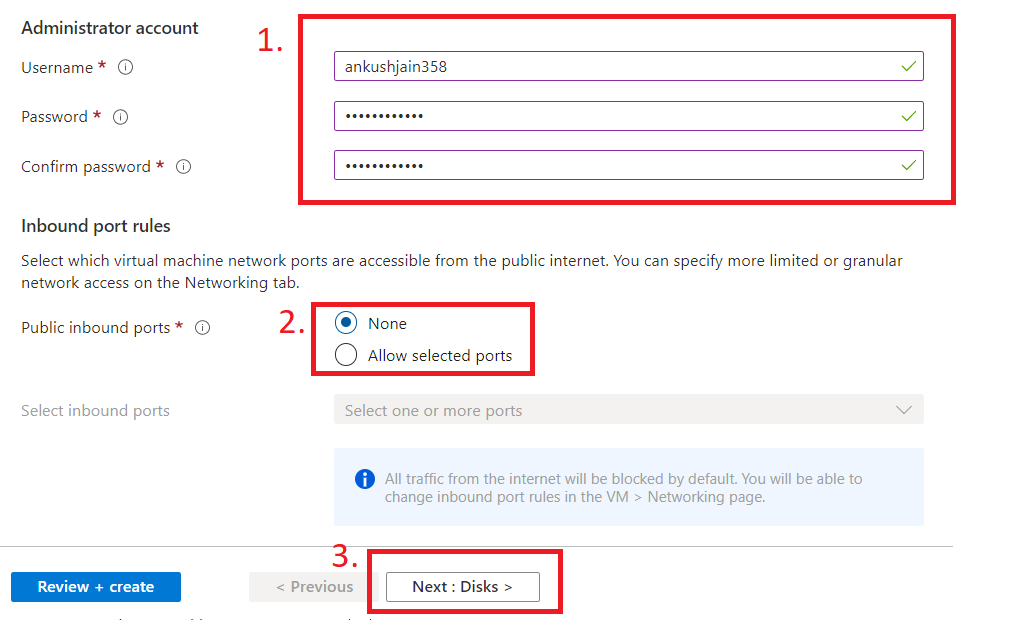 Administrator account
1.
Username * ankushjain358
Password * ••••••••••••
Confirm password * ••••••••••••
Inbound port rules
Select which virtual machine network ports are accessible from the public internet. You can specify more limited or granular
network access on the Networking tab.
Public inbound ports * 2. None
Allow selected ports
Select inbound ports Select one or more ports
All traffic from the internet will be blocked by default. You will be able to
change inbound port rules in the VM > Networking page.
3.
Review + create < Previous Next : Disks >